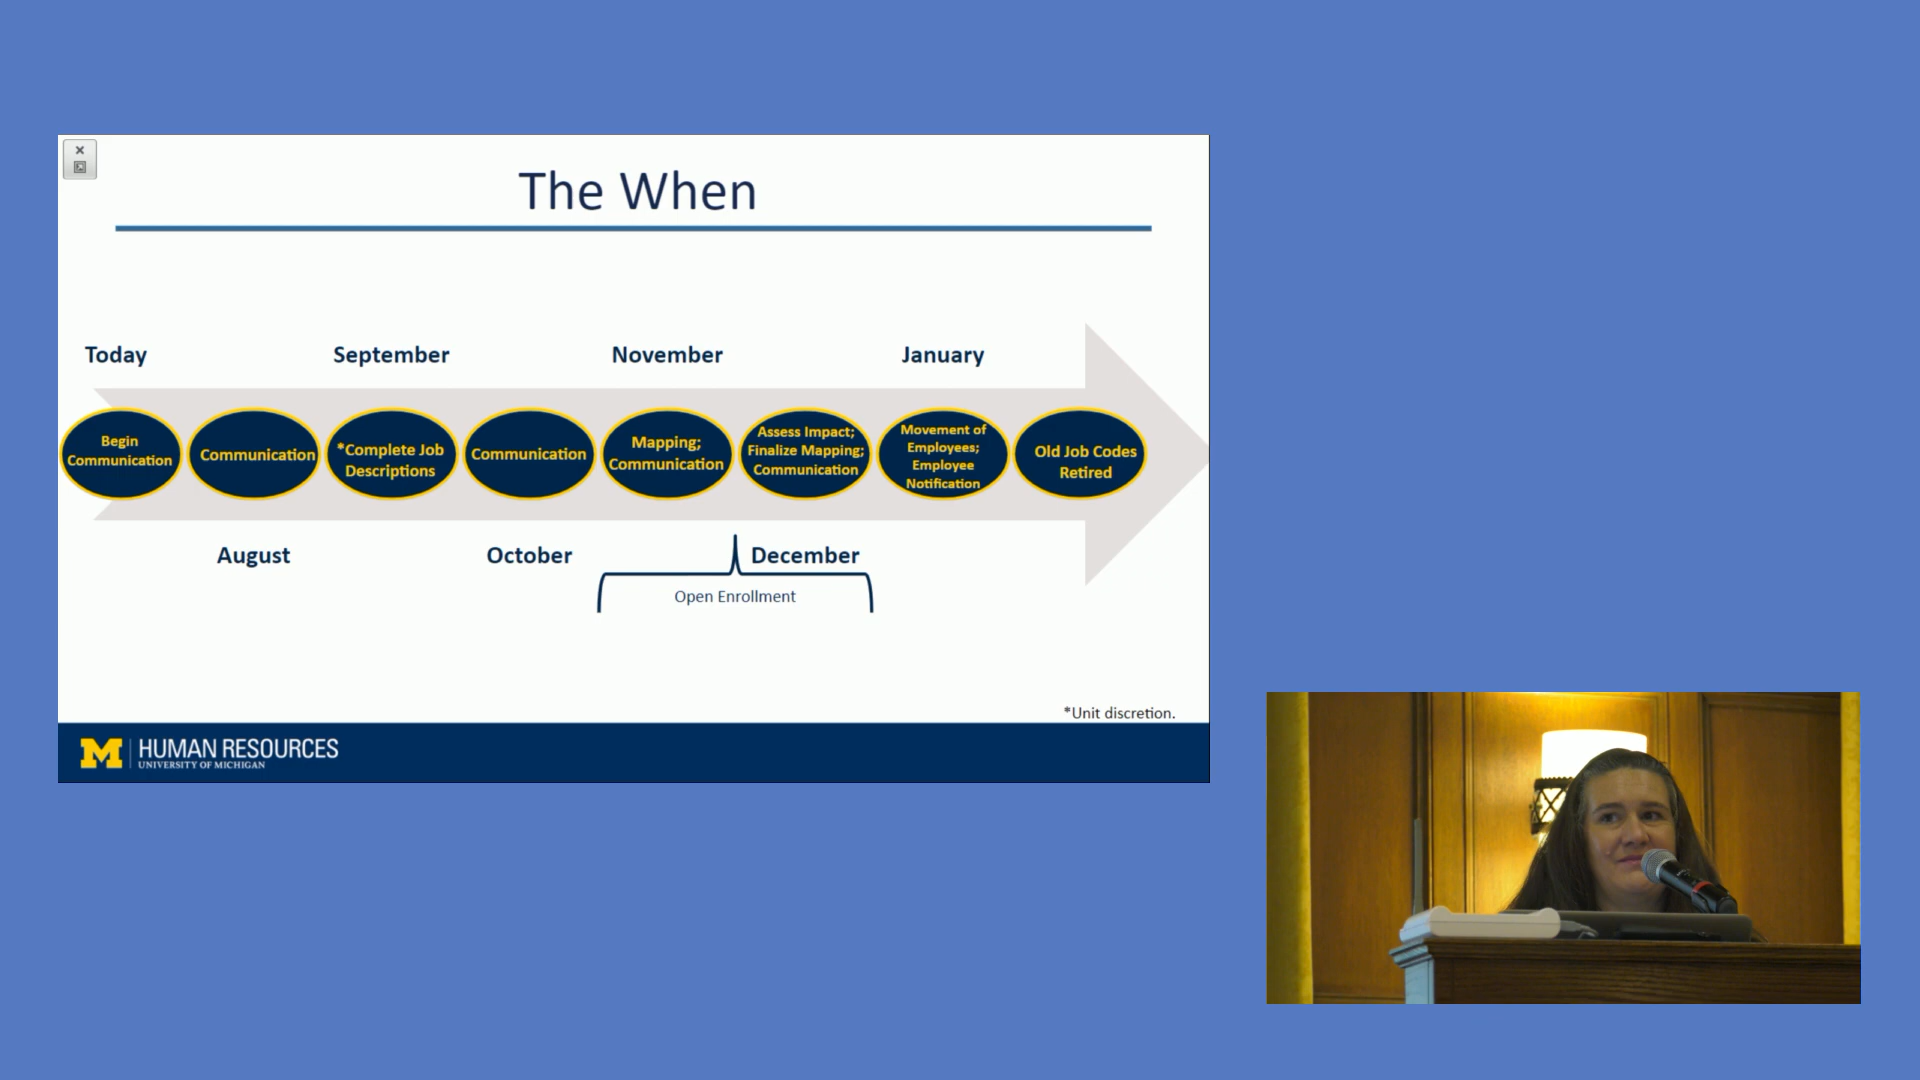 The When
Today
September
November
January
Begin
Communication
Communication
*Complete Job
Descriptions
Communication
Mapping;
Communication
Assess Impact;
Finalize Mapping;
Communication
Movement of
Employees;
Employee
Notification
Old Job Codes
Retired
August
October
December
Open Enrollment
*Unit discretion.
M
HUMAN RESOURCES
UNIVERSITY OF MICHIGAN